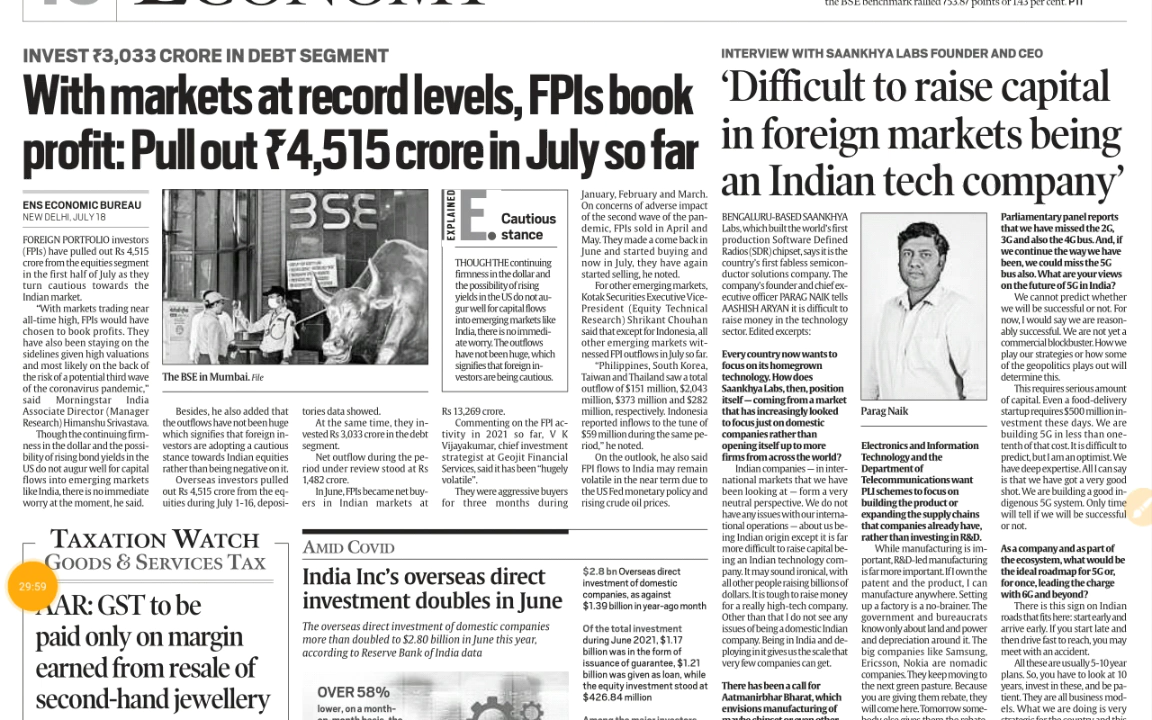 ECONOMY
the BSE benchmark rallied 753.87 points or 1.43 per cent. PTI
INVEST ₹3,033 CRORE IN DEBT SEGMENT
With markets at record levels, FPIs book
profit: Pull out ₹4,515 crore in July so far
ENS ECONOMIC BUREAU
NEW DELHI, JULY 18
FOREIGN PORTFOLIO investors
(FPIs) have pulled out Rs 4,515
crore from the equities segment
in the first half of July as they
turn cautious towards the
Indian market.
"With markets trading near
all-time high, FPIs would have
chosen to book profits. They
have also been staying on the
sidelines given high valuations
and most likely on the back of
the risk of a potential third wave
of the coronavirus pandemic,"
said Morningstar India
Associate Director (Manager
Research) Himanshu Srivastava.
Though the continuing firm-
ness in the dollar and the possi-
bility of rising bond yields in the
US do not augur well for capital
flows into emerging markets
like India, there is no immediate
worry at the moment, he said.
BSE
The BSE in Mumbai. File
Besides, he also added that
the outflows have not been huge
which signifies that foreign in-
vestors are adopting a cautious
stance towards Indian equities
rather than being negative on it.
Overseas investors pulled
out Rs 4,515 crore from the eq-
uities during July 1-16, deposi-
tories data showed.
At the same time, they in-
vested Rs 3,033 crore in the debt
segment.
Net outflow during the pe-
riod under review stood at Rs
1,482 crore.
In June, FPIs became net buy-
ers in Indian markets at
EXPLAINED
E.
Cautious
stance
THOUGH THE continuing
firmness in the dollar and
the possibility of rising
yields in the US do not au-
gur well for capital flows
into emerging markets like
India, there is no immedi-
ate worry. The outflows
have not been huge, which
signifies that foreign in-
vestors are being cautious.
Rs 13,269 crore.
Commenting on the FPI ac-
tivity in 2021 so far, V K
Vijayakumar, chief investment
strategist at Geojit Financial
Services, said it has been "hugely
volatile".
They were aggressive buyers
for three months during
January, February and March.
On concerns of adverse impact
of the second wave of the pan-
demic, FPIs sold in April and
May. They made a come back in
June and started buying and
now in July, they have again
started selling, he noted.
For other emerging markets,
Kotak Securities Executive Vice-
President (Equity Technical
Research) Shrikant Chouhan
said that except for Indonesia, all
other emerging markets wit-
nessed FPI outflows in July so far.
"Philippines, South Korea,
Taiwan and Thailand saw a total
outflow of $151 million, $2,043
million, $373 million and $282
million, respectively. Indonesia
reported inflows to the tune of
$59 million during the same pe-
riod," he noted.
On the outlook, he also said
FPI flows to India may remain
volatile in the near term due to
the US Fed monetary policy and
rising crude oil prices.
INTERVIEW WITH SAANKHYA LABS FOUNDER AND CEO
‘Difficult to raise capital
in foreign markets being
an Indian tech company’
BENGALURU-BASED SAANKHYA
Labs, which built the world's first
production Software Defined
Radios (SDR) chipset, says it is the
country's first fabless semicon-
ductor solutions company. The
company's founder and chief ex-
ecutive officer PARAG NAIK tells
AASHISH ARYAN it is difficult to
raise money in the technology
sector. Edited excerpts:
Every country now wants to
focus on its homegrown
technology. How does
Saankhya Labs, then, position
itself — coming from a market
that has increasingly looked
to focus just on domestic
companies rather than
opening itself up to more
firms from across the world?
Indian companies — in inter-
national markets that we have
been looking at — form a very
neutral perspective. We do not
have any issues with our interna-
tional operations — about us be-
ing Indian origin except it is far
more difficult to raise capital be-
ing an Indian technology com-
pany. It may sound ironical, with
all other people raising billions of
dollars. It is tough to raise money
for a really high-tech company.
Other than that I do not see any
issues of being a domestic Indian
company. Being in India and de-
ploying in it gives us the scale that
very few companies can get.
There has been a call for
Aatmanirbhar Bharat, which
envisions manufacturing of
Parag Naik
Electronics and Information
Technology and the
Department of
Telecommunications want
PLI schemes to focus on
building the product or
expanding the supply chains
that companies already have,
rather than investing in R&D.
While manufacturing is im-
portant, R&D-led manufacturing
is far more important. If I own the
patent and the product, I can
manufacture anywhere. Setting
up a factory is a no-brainer. The
government and bureaucrats
know only about land and power
and depreciation around it. The
big companies like Samsung,
Ericsson, Nokia are nomadic
companies. They keep moving to
the next green pasture. Because
you are giving them rebate, they
will come here. Tomorrow some-
body else gives them the rebate
Parliamentary panel reports
that we have missed the 2G,
3G and also the 4G bus. And, if
we continue the way we have
been, we could miss the 5G
bus also. What are your views
on the future of 5G in India?
We cannot predict whether
we will be successful or not. For
now, I would say we are reason-
ably successful. We are not yet a
commercial blockbuster. How we
play our strategies or how some
of the geopolitics plays out will
determine this.
This requires serious amount
of capital. Even a food-delivery
startup requires $500 million in-
vestment these days. We are
building 5G in less than one-
tenth of that cost. It is difficult to
predict, but I am an optimist. We
have deep expertise. All I can say
is that we have got a very good
shot. We are building a good in-
digenous 5G system. Only time
will tell if we will be successful
or not.
As a company and as part of
the ecosystem, what would be
the ideal roadmap for 5G or,
for once, leading the charge
with 6G and beyond?
There is this sign on Indian
roads that fits here: start early and
arrive early. If you start late and
then drive fast to reach, you may
meet with an accident.
All these are usually 5-10 year
plans. So, you have to look at 10
years, invest in these, and be pa-
tient. They are all business mod-
els. What we are doing is very
TAXATION WATCH
GOODS & SERVICES TAX
29:59
AAR: GST to be
paid only on margin
earned from resale of
second-hand jewellery
AMID COVID
India Inc's overseas direct
investment doubles in June
The overseas direct investment of domestic companies
more than doubled to $2.80 billion in June this year,
according to Reserve Bank of India data
OVER 58%
lower, on a month-
on-month basis, the
$2.8 bn Overseas direct
investment of domestic
companies, as against
$1.39 billion in year-ago month
Of the total investment
during June 2021, $1.17
billion was in the form of
issuance of guarantee, $1.21
billion was given as loan, while
the equity investment stood at
$426.84 million
Among the major investors